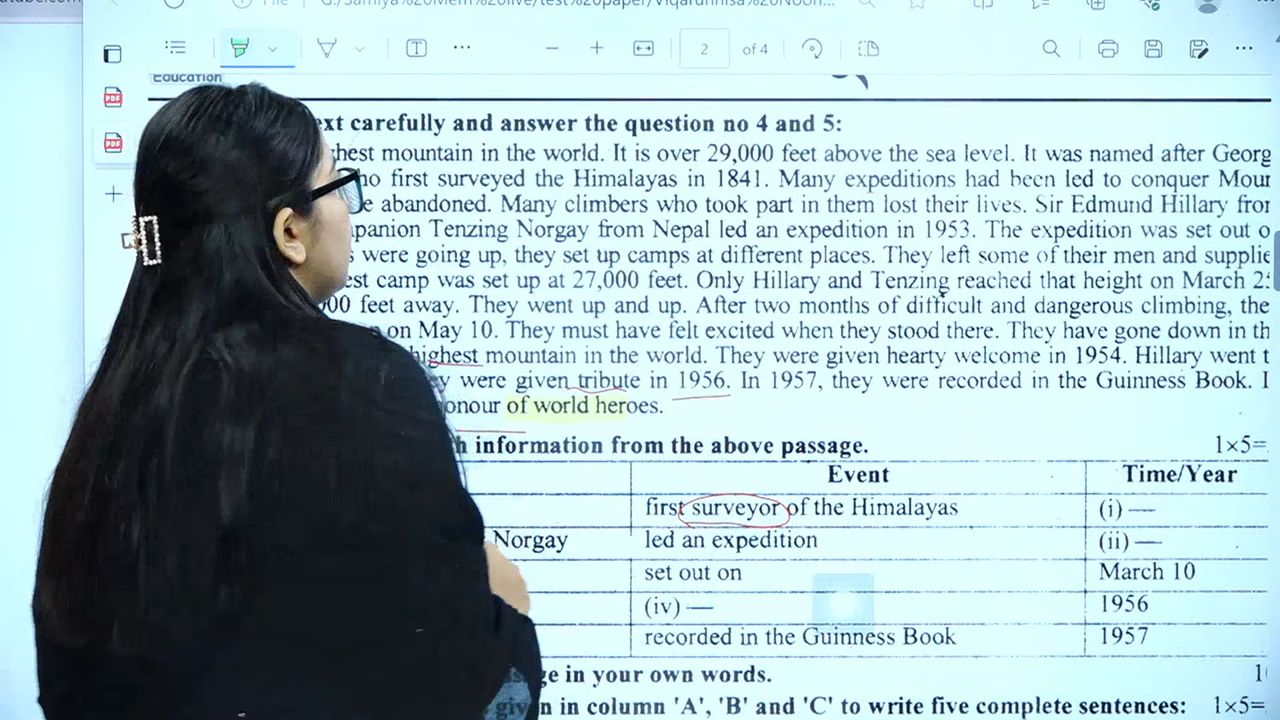 2 of 4
Education
ext carefully and answer the question no 4 and 5:
hest mountain in the world. It is over 29,000 feet above the sea level. It was named after Georg
ho first surveyed the Himalayas in 1841. Many expeditions had been led to conquer Moun
e abandoned. Many climbers who took part in them lost their lives. Sir Edmund Hillary from
panion Tenzing Norgay from Nepal led an expedition in 1953. The expedition was set out o
s were going up, they set up camps at different places. They left some of their men and supplie
est camp was set up at 27,000 feet. Only Hillary and Tenzing reached that height on March
00 feet away. They went up and up. After two months of difficult and dangerous climbing, the
on May 10. They must have felt excited when they stood there. They have gone down in th
highest mountain in the world. They were given hearty welcome in 1954. Hillary went t
y were given tribute in 1956. In 1957, they were recorded in the Guinness Book. I
onour of world heroes.
h information from the above passage. 1×5=
Event Time/Year
first surveyor of the Himalayas (i) —
Norgay led an expedition (ii) —
set out on March 10
(iv) — 1956
recorded in the Guinness Book 1957
ge in your own words. 1
given in column 'A', 'B' and 'C' to write five complete sentences: 1×5=
PDF
PDF